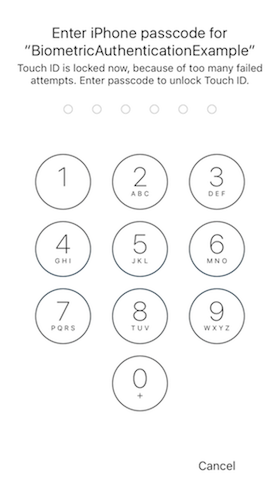 Enter iPhone passcode for
“BiometricAuthenticationExample”
Touch ID is locked now, because of too many failed
attempts. Enter passcode to unlock Touch ID.
1 2 3
ABC DEF
4 5 6
GHI JKL MNO
7 8 9
PQRS TUV WXYZ
0
+
Cancel